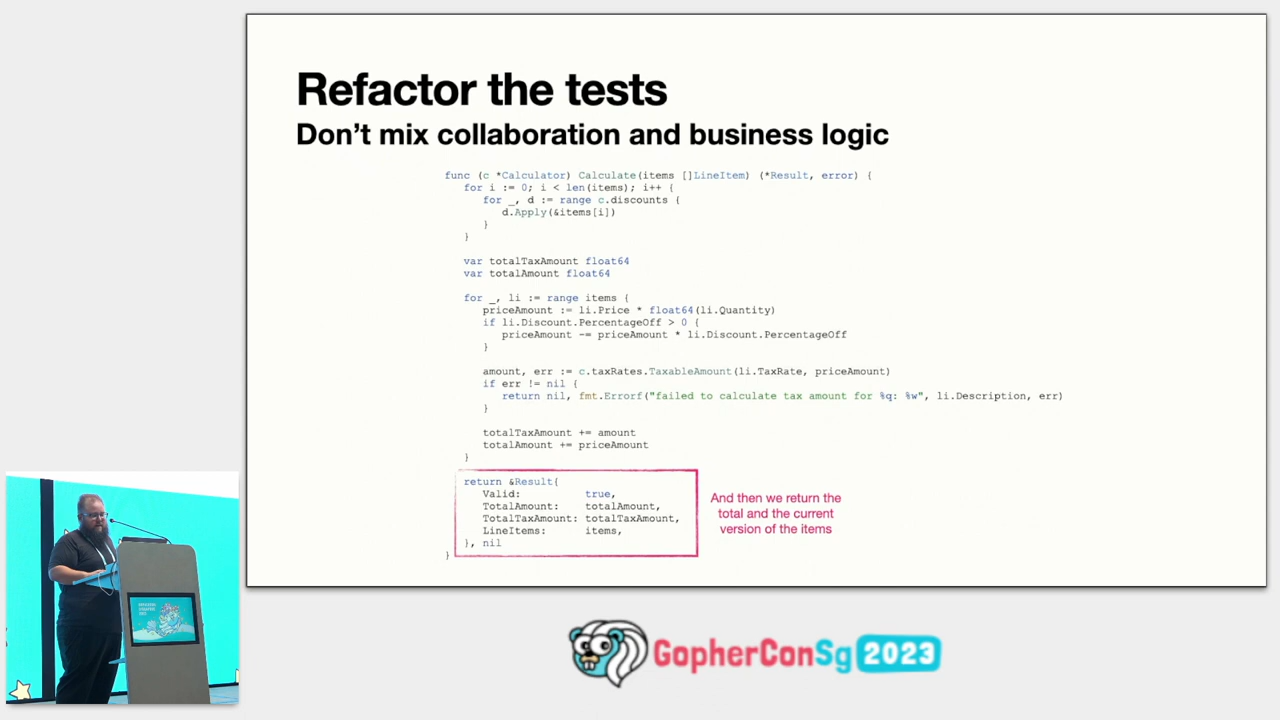 Refactor the tests
Don't mix collaboration and business logic
func (c *Calculator) Calculate(items []LineItem) (*Result, error) {
for i := 0; i < len(items); i++ {
for _, d := range c.discounts {
d.Apply(&items[i])
}
}
var totalTaxAmount float64
var totalAmount float64
for _, li := range items {
priceAmount := li.Price * float64(li.Quantity)
if li.Discount.PercentageOff > 0 {
priceAmount -= priceAmount * li.Discount.PercentageOff
}
amount, err := c.taxRates.TaxableAmount(li.TaxRate, priceAmount)
if err != nil {
return nil, fmt.Errorf("failed to calculate tax amount for %q: %w", li.Description, err)
}
totalTaxAmount += amount
totalAmount += priceAmount
}
return &Result{
Valid: true,
TotalAmount: totalAmount,
TotalTaxAmount: totalTaxAmount,
LineItems: items,
}, nil
}
And then we return the
total and the current
version of the items
GopherConSg 2023